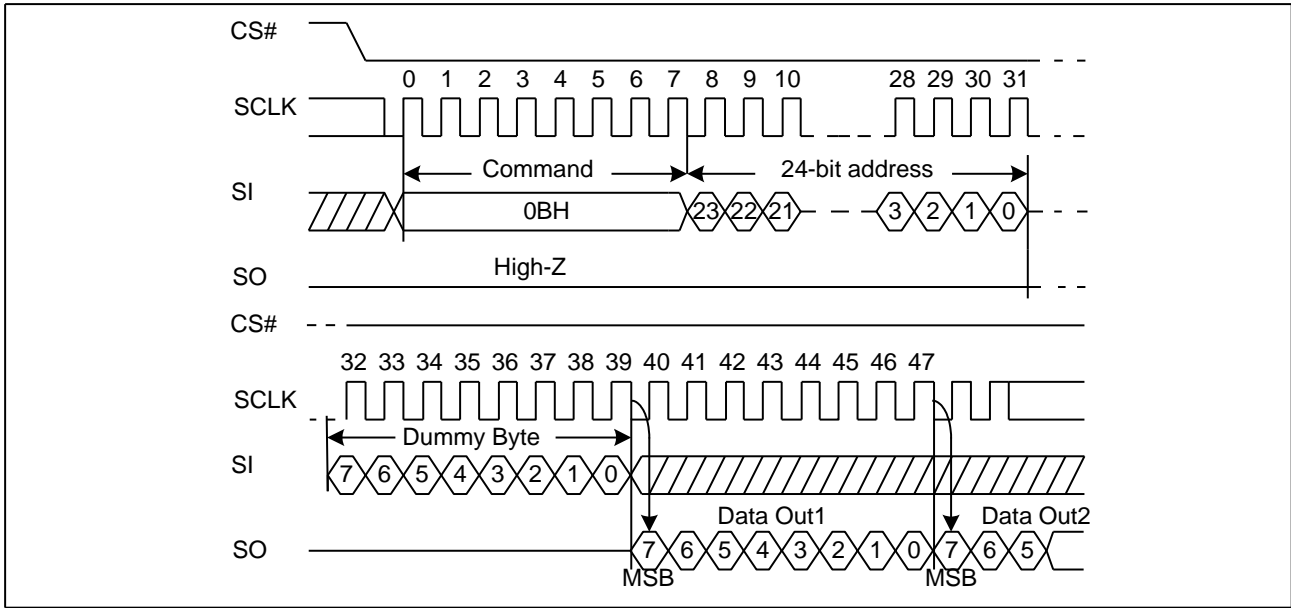 CS#
0 1 2 3 4 5 6 7 8 9 10 28 29 30 31
SCLK
Command 24-bit address
SI
0BH 23 22 21 3 2 1 0
High-Z
SO
CS#
32 33 34 35 36 37 38 39 40 41 42 43 44 45 46 47
SCLK
Dummy Byte
SI
7 6 5 4 3 2 1 0
Data Out1 Data Out2
SO
7 6 5 4 3 2 1 0 7 6 5
MSB MSB